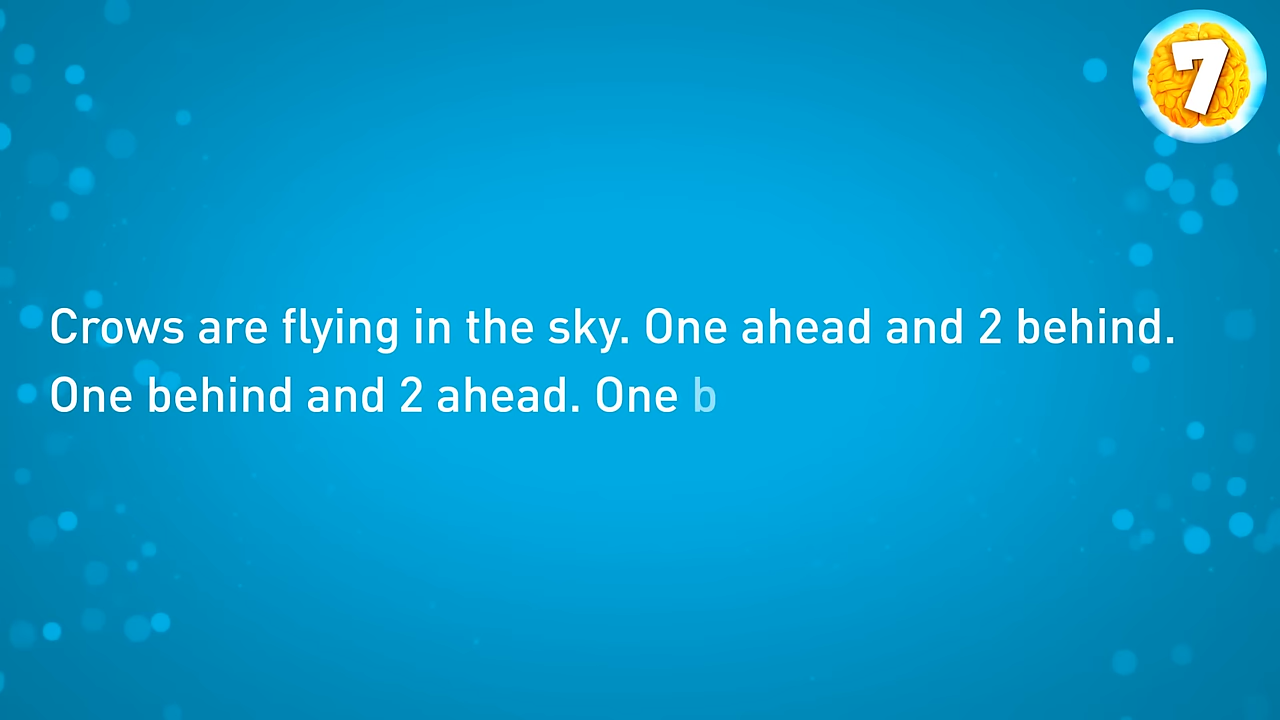 7
Crows are flying in the sky. One ahead and 2 behind.
One behind and 2 ahead. One b